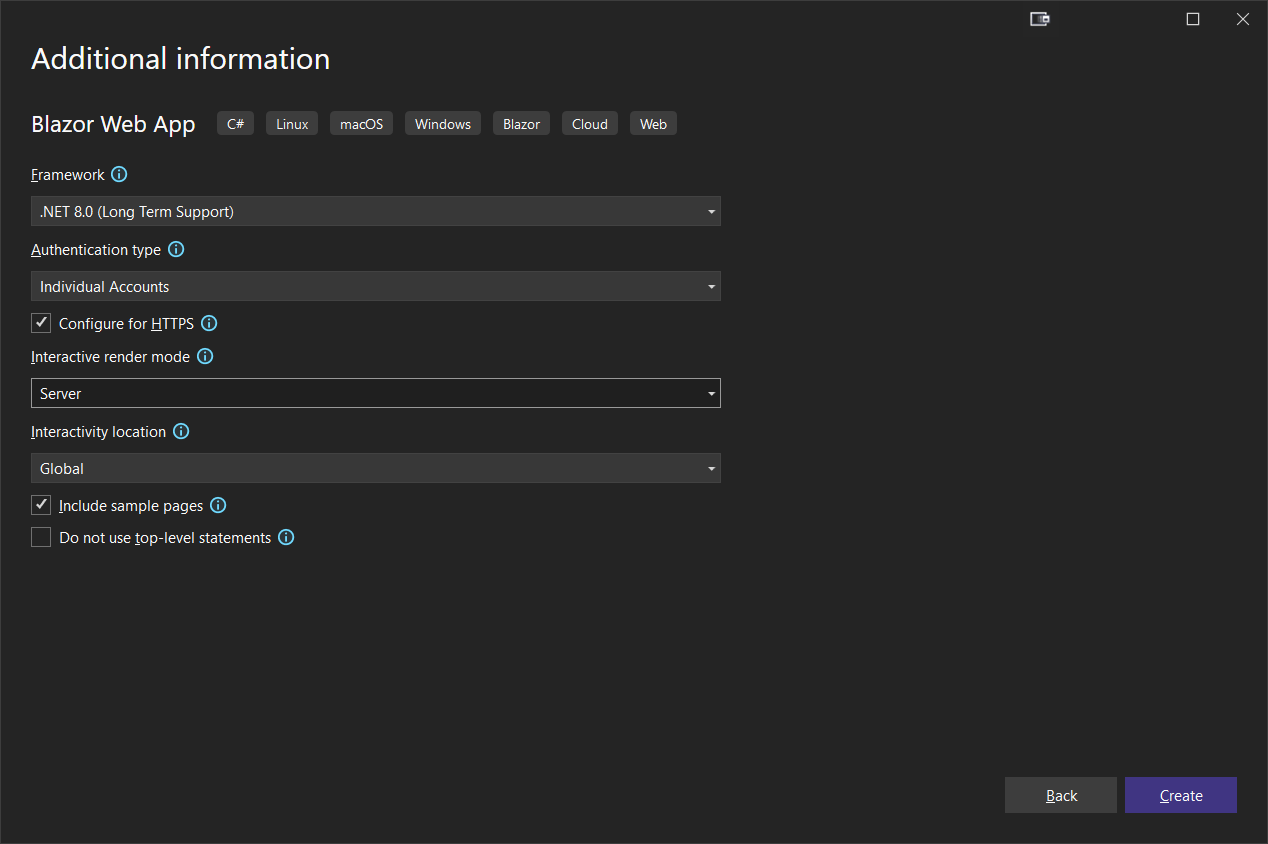 Additional information
Blazor Web App C# Linux macOS Windows Blazor Cloud Web
Framework
.NET 8.0 (Long Term Support)
Authentication type
Individual Accounts
Configure for HTTPS
Interactive render mode
Server
Interactivity location
Global
Include sample pages
Do not use top-level statements
Back Create